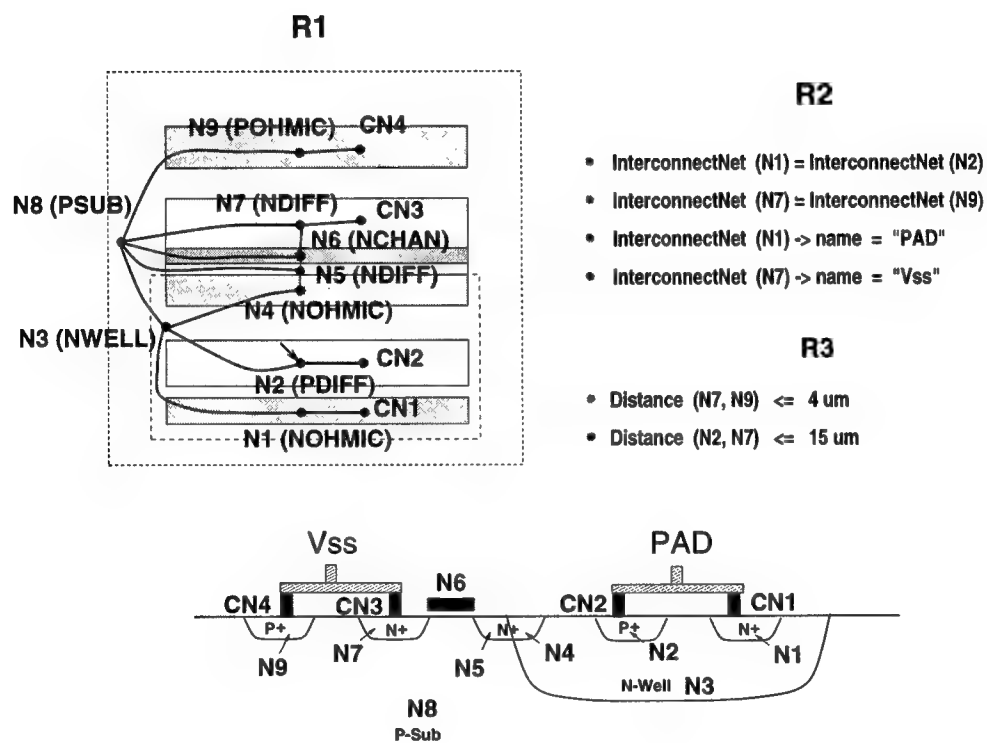 R1
N9 (POHMIC) CN4
N8 (PSUB)
N7 (NDIFF) CN3
N6 (NCHAN)
N5 (NDIFF)
N4 (NOHMIC)
N3 (NWELL)
CN2
N2 (PDIFF)
CN1
N1 (NOHMIC)
R2
InterconnectNet (N1) = InterconnectNet (N2)
InterconnectNet (N7) = InterconnectNet (N9)
InterconnectNet (N1) -> name = "PAD"
InterconnectNet (N7) -> name = "Vss"
R3
Distance (N7, N9) <= 4 um
Distance (N2, N7) <= 15 um
Vss PAD
N6
CN4 CN3 CN2 CN1
P+ N+ N+ P+ N+
N9 N7 N5 N4 N2 N1
N-Well N3
N8
P-Sub